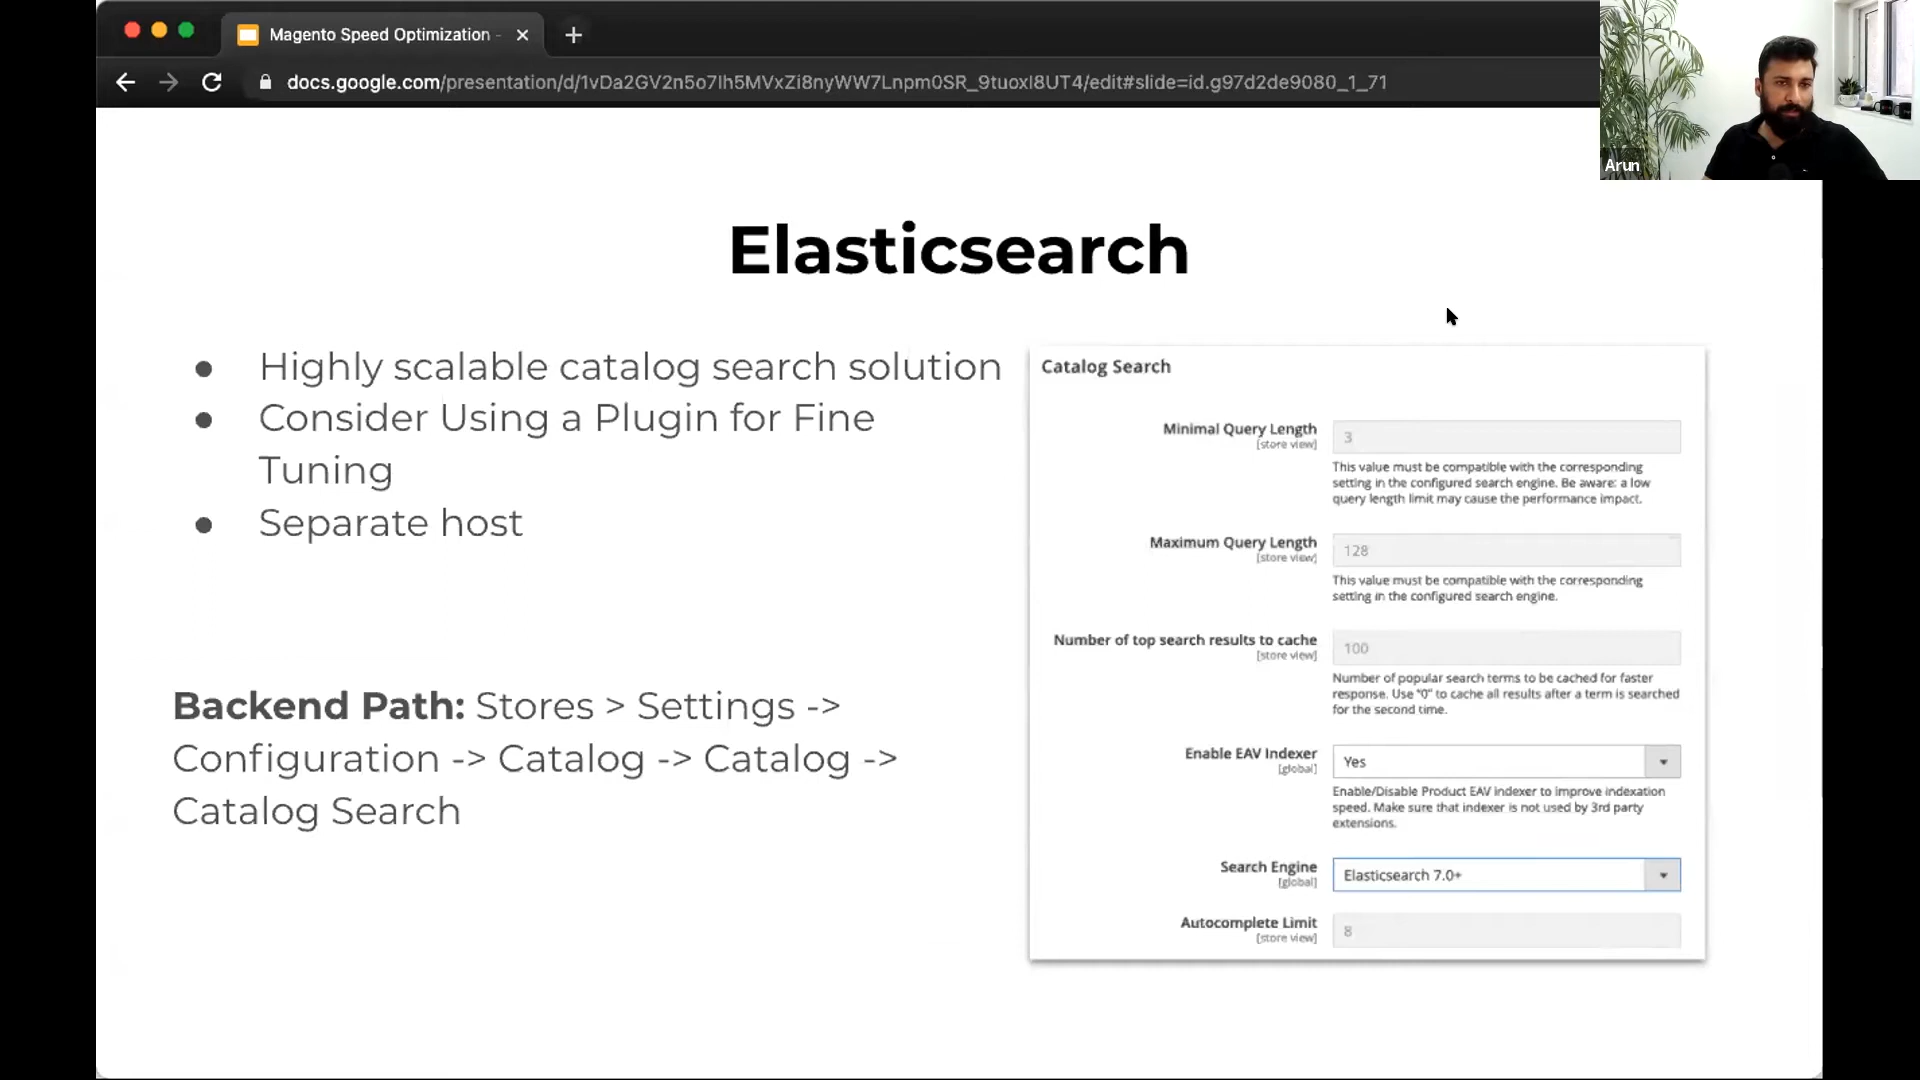 Magento Speed Optimization -
docs.google.com/presentation/d/1vDa2GV2n5o7lh5MVxZi8nyWW7Lnpm0SR_9tuoxI8UT4/edit#slide=id.g97d2de9080_1_71
Arun
Elasticsearch
● Highly scalable catalog search solution
● Consider Using a Plugin for Fine
Tuning
● Separate host
Backend Path: Stores > Settings ->
Configuration -> Catalog -> Catalog ->
Catalog Search
Catalog Search
Minimal Query Length
[store view]
3
This value must be compatible with the corresponding
setting in the configured search engine. Be aware: a low
query length limit may cause the performance impact.
Maximum Query Length
[store view]
128
This value must be compatible with the corresponding
setting in the configured search engine.
Number of top search results to cache
[store view]
100
Number of popular search terms to be cached for faster
response. Use "0" to cache all results after a term is searched
for the second time.
Enable EAV Indexer
[global]
Yes
Enable/Disable Product EAV indexer to improve indexation
speed. Make sure that indexer is not used by 3rd party
extensions.
Search Engine
[global]
Elasticsearch 7.0+
Autocomplete Limit
[store view]
8